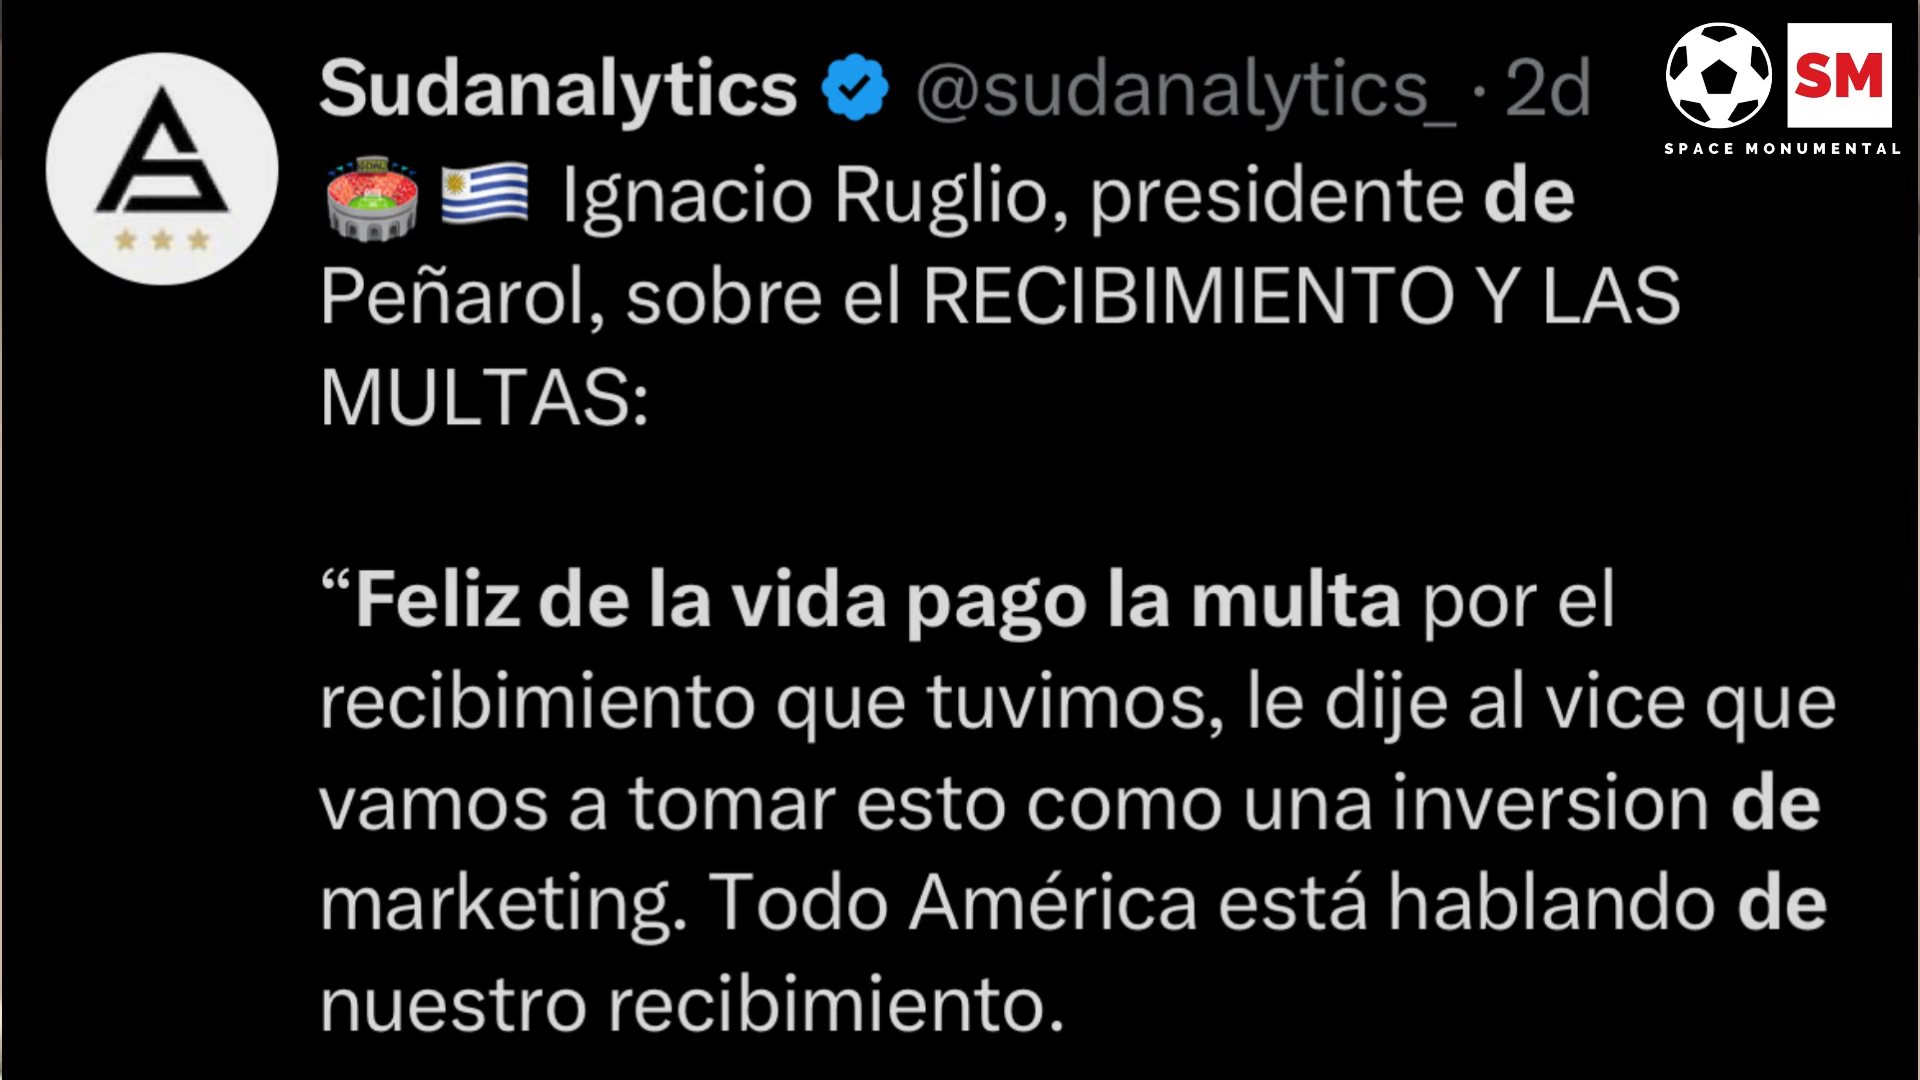 Sudanalytics @sudanalytics_ · 2d
SM
SPACE MONUMENTAL
Ignacio Ruglio, presidente de
Peñarol, sobre el RECIBIMIENTO Y LAS
MULTAS:
“Feliz de la vida pago la multa por el
recibimiento que tuvimos, le dije al vice que
vamos a tomar esto como una inversion de
marketing. Todo América está hablando de
nuestro recibimiento.